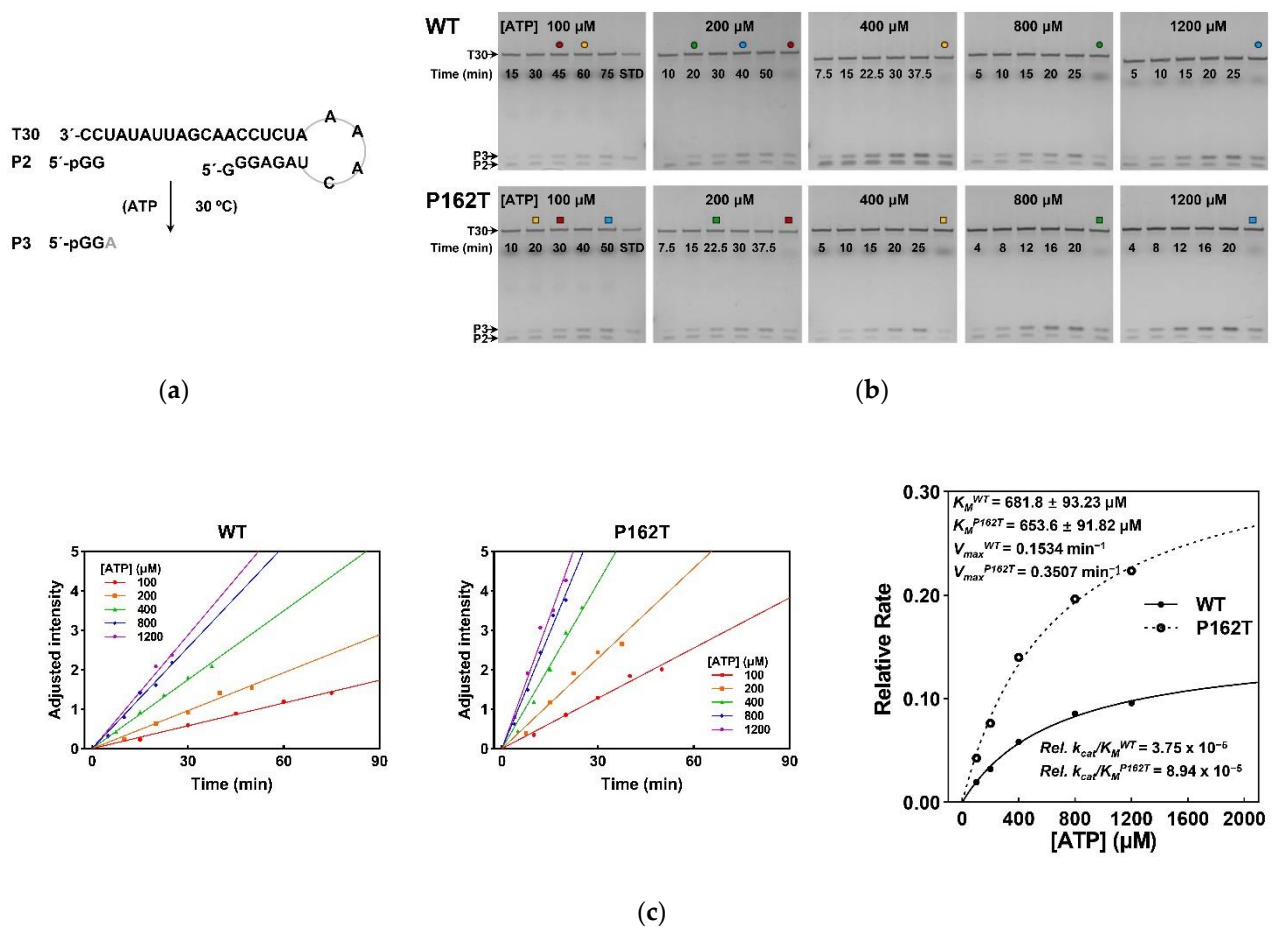 T30 3´-CCUAUAUUAGCAACCUCUA
A
A
A
A
C
P2 5´-pGG 5´-GGGAGAU
(ATP 30 ºC)
P3 5´-pGGA
(a)
WT
[ATP] 100 µM 200 µM 400 µM 800 µM 1200 µM
T30
Time (min) 15 30 45 60 75 STD 10 20 30 40 50 7.5 15 22.5 30 37.5 5 10 15 20 25 5 10 15 20 25
P3
P2
P162T
[ATP] 100 µM 200 µM 400 µM 800 µM 1200 µM
T30
Time (min) 10 20 30 40 50 STD 7.5 15 22.5 30 37.5 5 10 15 20 25 4 8 12 16 20 4 8 12 16 20
P3
P2
(b)
WT
5
4
3
2
1
0
Adjusted intensity
[ATP] (µM)
100
200
400
800
1200
0 30 60 90
Time (min)
P162T
5
4
3
2
1
0
Adjusted intensity
[ATP] (µM)
100
200
400
800
1200
0 30 60 90
Time (min)
0.30
0.20
0.10
0.00
Relative Rate
KM^WT = 681.8 ± 93.23 µM
KM^P162T = 653.6 ± 91.82 µM
Vmax^WT = 0.1534 min⁻¹
Vmax^P162T = 0.3507 min⁻¹
WT
P162T
Rel. kcat/KM^WT = 3.75 x 10⁻⁵
Rel. kcat/KM^P162T = 8.94 x 10⁻⁵
0 400 800 1200 1600 2000
[ATP] (µM)
(c)